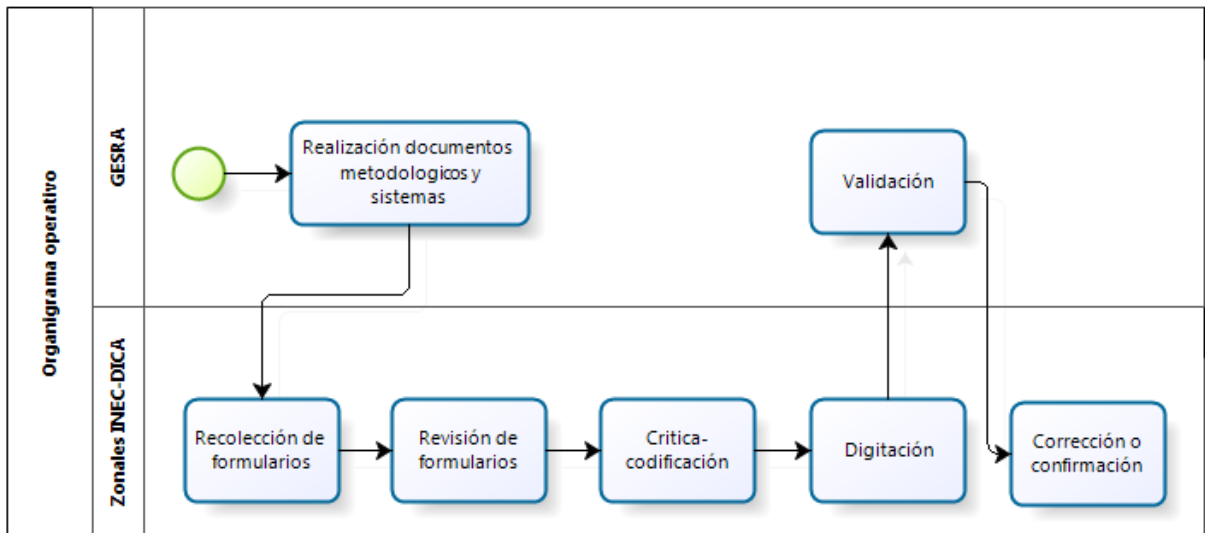 Organigrama operativo
GESRA
Realización documentos
metodologicos y
sistemas
Validación
Zonales INEC-DICA
Recolección de
formularios
Revisión de
formularios
Critica-
codificación
Digitación
Corrección o
confirmación